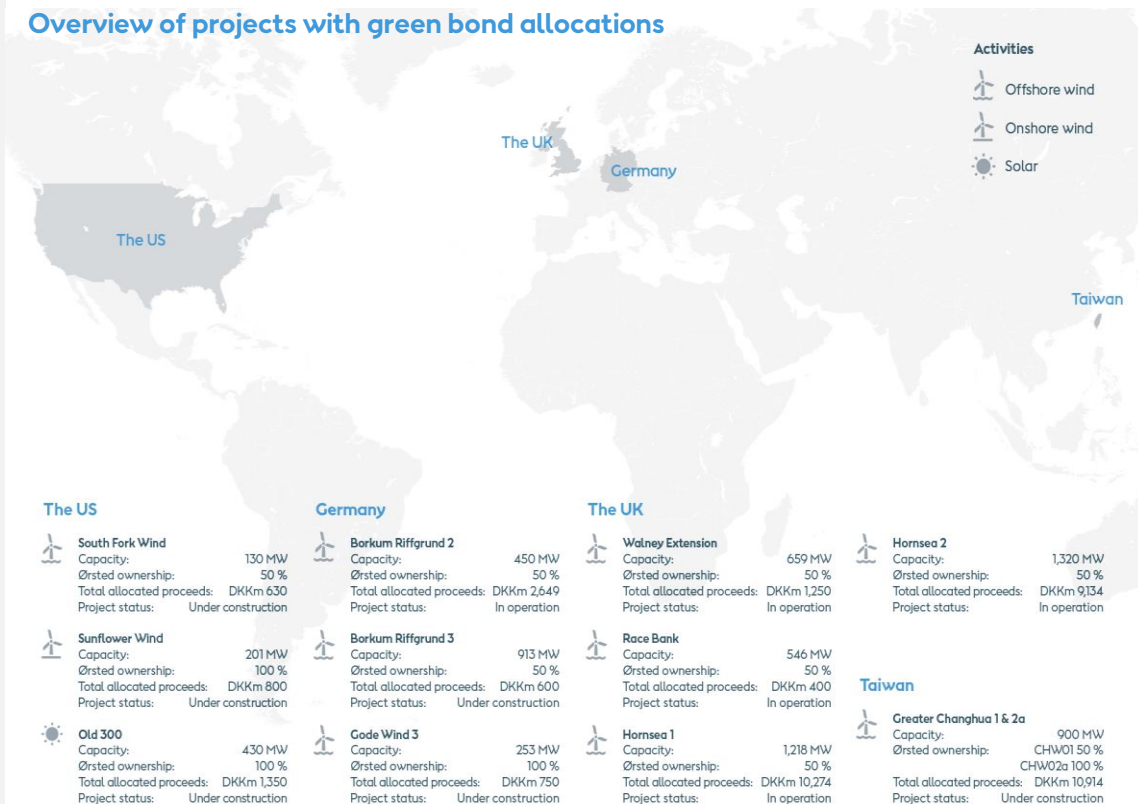 Overview of projects with green bond allocations
Activities
Offshore wind
Onshore wind
Solar
The UK
Germany
The US
Taiwan
The US
South Fork Wind
Capacity: 130 MW
Ørsted ownership: 50 %
Total allocated proceeds: DKKm 630
Project status: Under construction
Sunflower Wind
Capacity: 201 MW
Ørsted ownership: 100 %
Total allocated proceeds: DKKm 800
Project status: Under construction
Old 300
Capacity: 430 MW
Ørsted ownership: 100 %
Total allocated proceeds: DKKm 1,350
Project status: Under construction
Germany
Borkum Riffgrund 2
Capacity: 450 MW
Ørsted ownership: 50 %
Total allocated proceeds: DKKm 2,649
Project status: In operation
Borkum Riffgrund 3
Capacity: 913 MW
Ørsted ownership: 50 %
Total allocated proceeds: DKKm 600
Project status: Under construction
Gode Wind 3
Capacity: 253 MW
Ørsted ownership: 100 %
Total allocated proceeds: DKKm 750
Project status: Under construction
The UK
Walney Extension
Capacity: 659 MW
Ørsted ownership: 50 %
Total allocated proceeds: DKKm 1,250
Project status: In operation
Race Bank
Capacity: 546 MW
Ørsted ownership: 50 %
Total allocated proceeds: DKKm 400
Project status: In operation
Hornsea 1
Capacity: 1,218 MW
Ørsted ownership: 50 %
Total allocated proceeds: DKKm 10,274
Project status: In operation
Hornsea 2
Capacity: 1,320 MW
Ørsted ownership: 50 %
Total allocated proceeds: DKKm 9,134
Project status: In operation
Taiwan
Greater Changhua 1 & 2a
Capacity: 900 MW
Ørsted ownership: CHW01 50 %
CHW02a 100 %
Total allocated proceeds: DKKm 10,914
Project status: Under construction